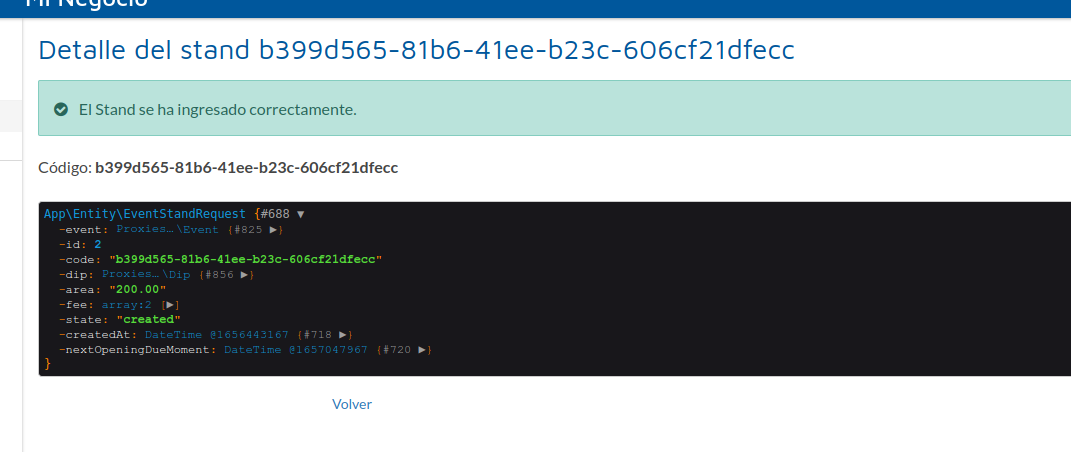 Mi Negocio
Detalle del stand b399d565-81b6-41ee-b23c-606cf21dfecc
El Stand se ha ingresado correctamente.
Código: b399d565-81b6-41ee-b23c-606cf21dfecc
App\Entity\EventStandRequest {#688 ▼
-event: Proxies…\Event {#825 ▶}
-id: 2
-code: "b399d565-81b6-41ee-b23c-606cf21dfecc"
-dip: Proxies…\Dip {#856 ▶}
-area: "200.00"
-fee: array:2 [▶]
-state: "created"
-createdAt: DateTime @1656443167 {#718 ▶}
-nextOpeningDueMoment: DateTime @1657047967 {#720 ▶}
}
Volver